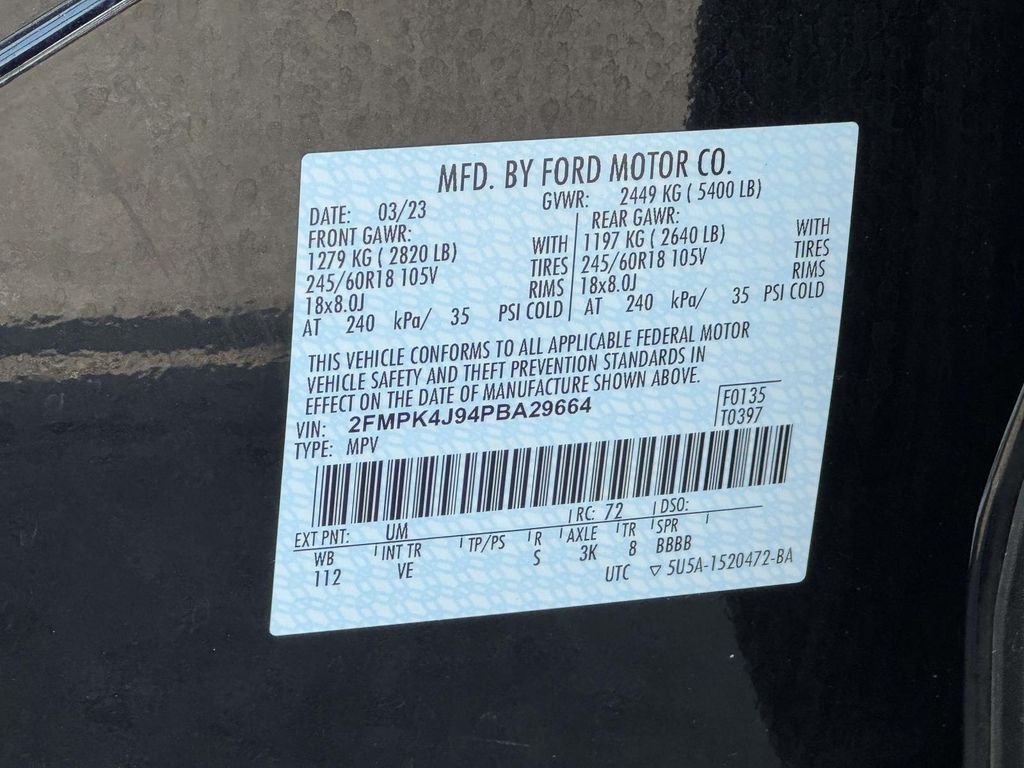 MFD. BY FORD MOTOR CO.
DATE: 03/23 GVWR: 2449 KG ( 5400 LB)
FRONT GAWR: REAR GAWR:
1279 KG ( 2820 LB) WITH 1197 KG ( 2640 LB) WITH
245/60R18 105V TIRES 245/60R18 105V TIRES
18x8.0J RIMS 18x8.0J RIMS
AT 240 kPa/ 35 PSI COLD AT 240 kPa/ 35 PSI COLD
THIS VEHICLE CONFORMS TO ALL APPLICABLE FEDERAL MOTOR
VEHICLE SAFETY AND THEFT PREVENTION STANDARDS IN
EFFECT ON THE DATE OF MANUFACTURE SHOWN ABOVE.
VIN: 2FMPK4J94PBA29664 F0135
TYPE: MPV T0397
EXT PNT: UM RC: 72 DSO:
WB INT TR TP/PS R AXLE TR SPR
112 VE S 3K 8 BBBB
UTC ▽ 5U5A-1520472-BA